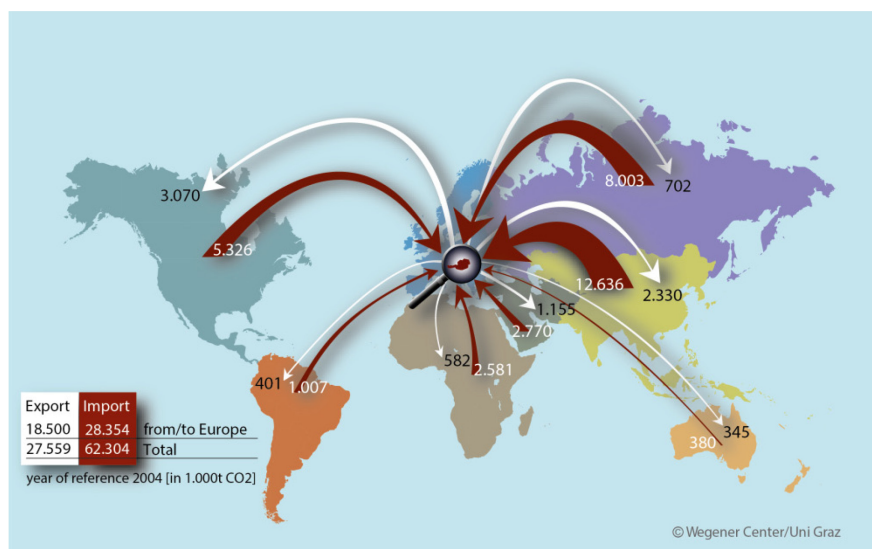 3.070
702
8.003
5.326
12.636
2.330
1.155
2.770
582
2.581
401
1.007
345
380
Export Import
18.500 28.354 from/to Europe
27.559 62.304 Total
year of reference 2004 [in 1.000t CO2]
© Wegener Center/Uni Graz